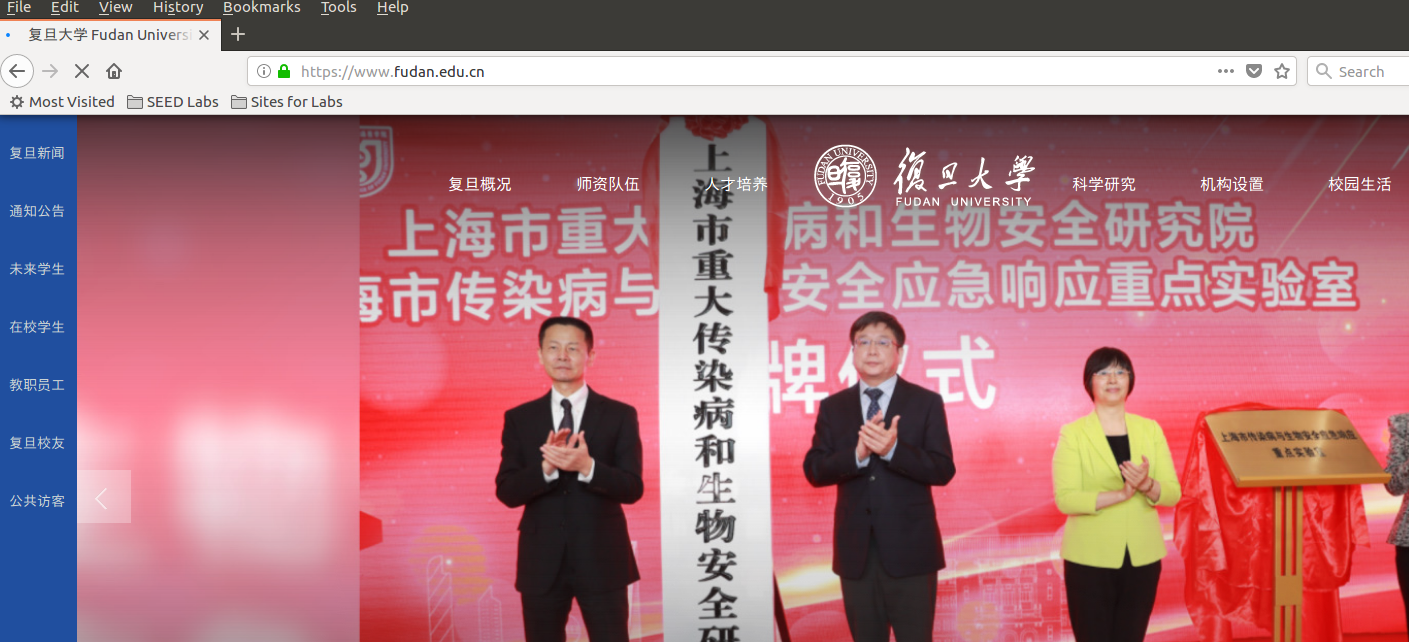 File Edit View History Bookmarks Tools Help
复旦大学 Fudan Universi
https://www.fudan.edu.cn
Search
Most Visited SEED Labs Sites for Labs
复旦新闻
通知公告
未来学生
在校学生
教职员工
复旦校友
公共访客
复旦概况 师资队伍 人才培养
FUDAN UNIVERSITY 1905
復旦大學
FUDAN UNIVERSITY
科学研究 机构设置 校园生活
上海市重大 病和生物安全研究院
海市传染病与 安全应急响应重点实验室
牌仪式
上海市重大传染病和生物安全研
上海市传染病与生物安全应急响应
重点实验室